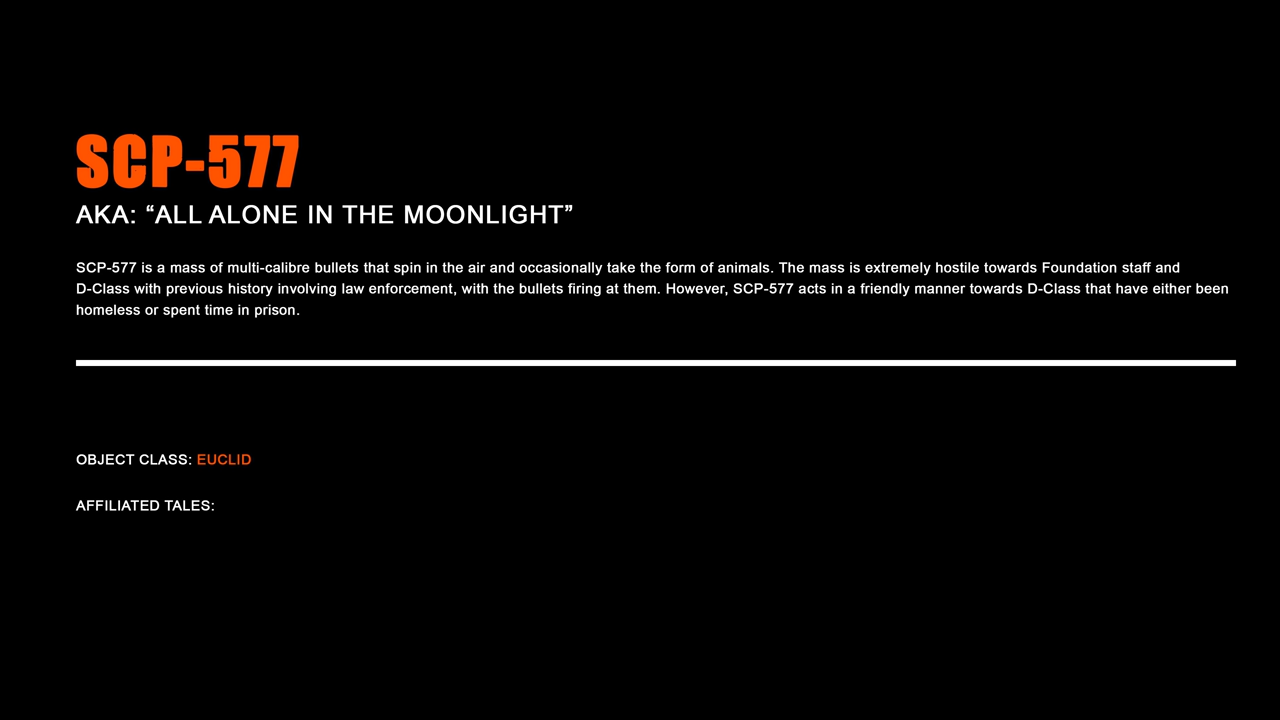 SCP-577
AKA: “ALL ALONE IN THE MOONLIGHT”
SCP-577 is a mass of multi-calibre bullets that spin in the air and occasionally take the form of animals. The mass is extremely hostile towards Foundation staff and
D-Class with previous history involving law enforcement, with the bullets firing at them. However, SCP-577 acts in a friendly manner towards D-Class that have either been
homeless or spent time in prison.
OBJECT CLASS: EUCLID
AFFILIATED TALES: